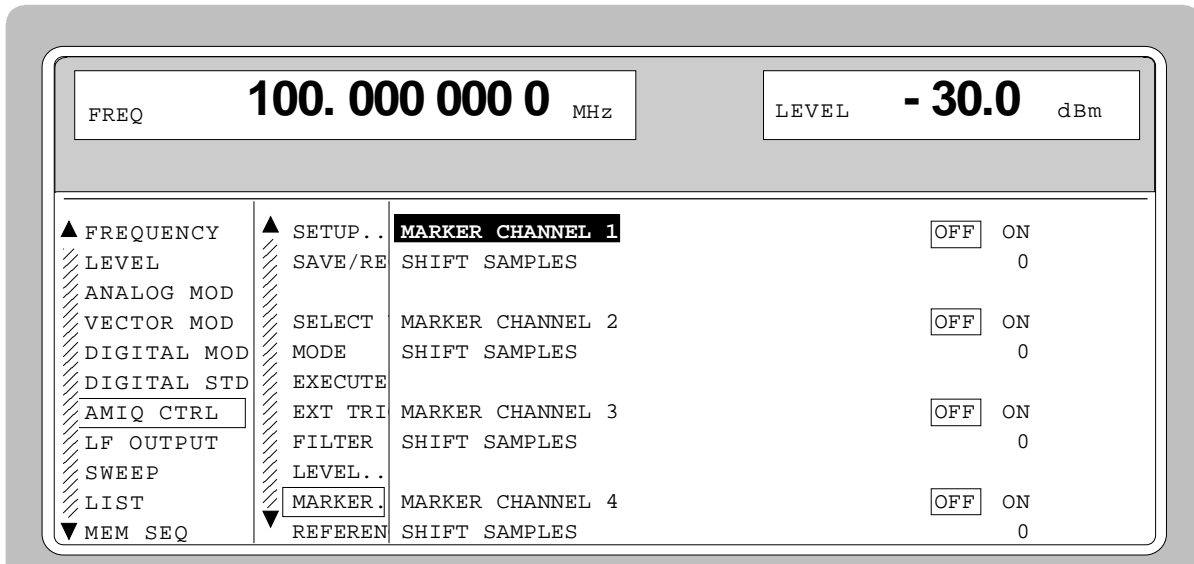 FREQ 100. 000 000 0 MHz LEVEL - 30.0 dBm
FREQUENCY SETUP.. MARKER CHANNEL 1 OFF ON
LEVEL SAVE/RE SHIFT SAMPLES 0
ANALOG MOD
VECTOR MOD SELECT MARKER CHANNEL 2 OFF ON
DIGITAL MOD MODE SHIFT SAMPLES 0
DIGITAL STD EXECUTE
AMIQ CTRL EXT TRI MARKER CHANNEL 3 OFF ON
LF OUTPUT FILTER SHIFT SAMPLES 0
SWEEP LEVEL..
LIST MARKER. MARKER CHANNEL 4 OFF ON
MEM SEQ REFEREN SHIFT SAMPLES 0